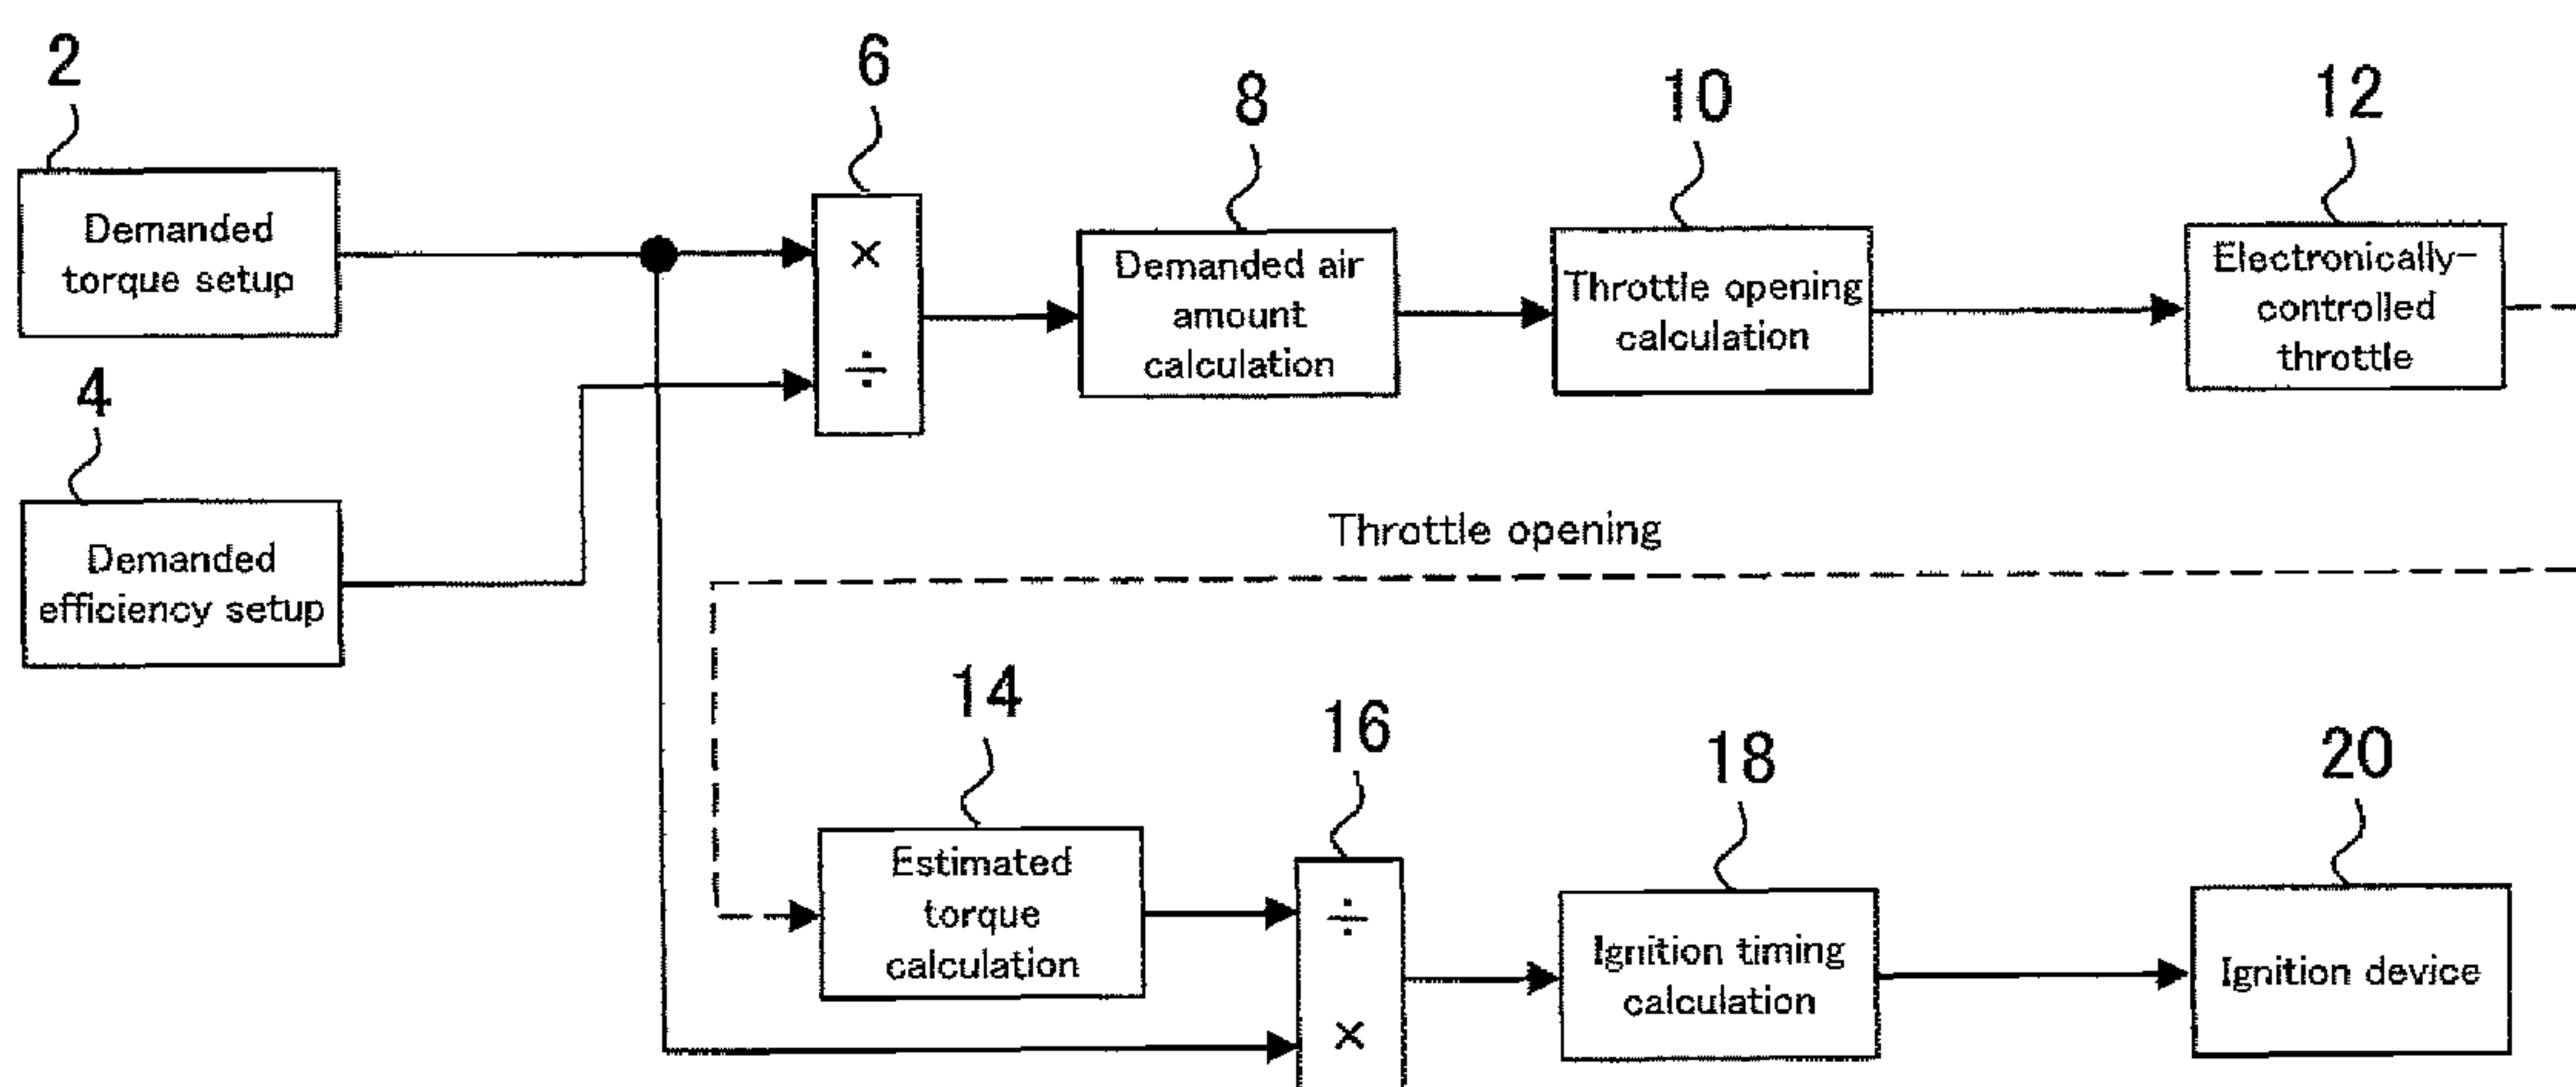 2
6
8
10
12
Demanded
torque setup
×
÷
Demanded air
amount
calculation
Throttle opening
calculation
Electronically-
controlled
throttle
4
Demanded
efficiency setup
Throttle opening
14
16
18
20
Estimated
torque
calculation
÷
×
Ignition timing
calculation
Ignition device